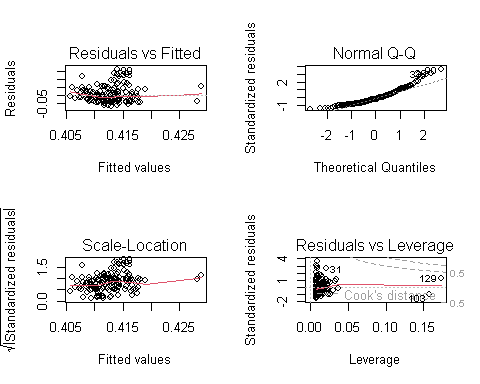 Residuals vs Fitted
Residuals
-0.05
0.405 0.415 0.425
Fitted values
Normal Q-Q
Standardized residuals
-1 2
-2 -1 0 1 2
Theoretical Quantiles
Scale-Location
√|Standardized residuals|
0.0 1.5
0.405 0.415 0.425
Fitted values
Residuals vs Leverage
Standardized residuals
-2 2 4
31
129
103
Cook's distance
0.5
0.5
0.00 0.05 0.10 0.15
Leverage